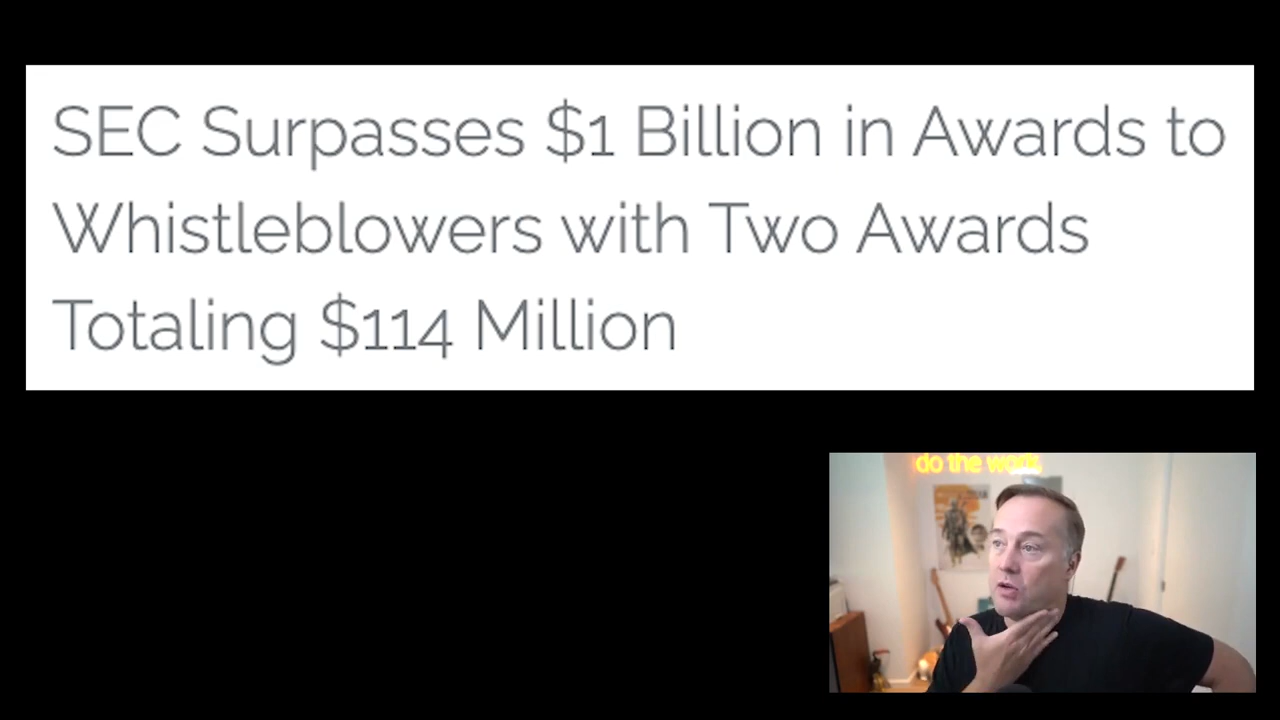 SEC Surpasses $1 Billion in Awards to
Whistleblowers with Two Awards
Totaling $114 Million
do the work